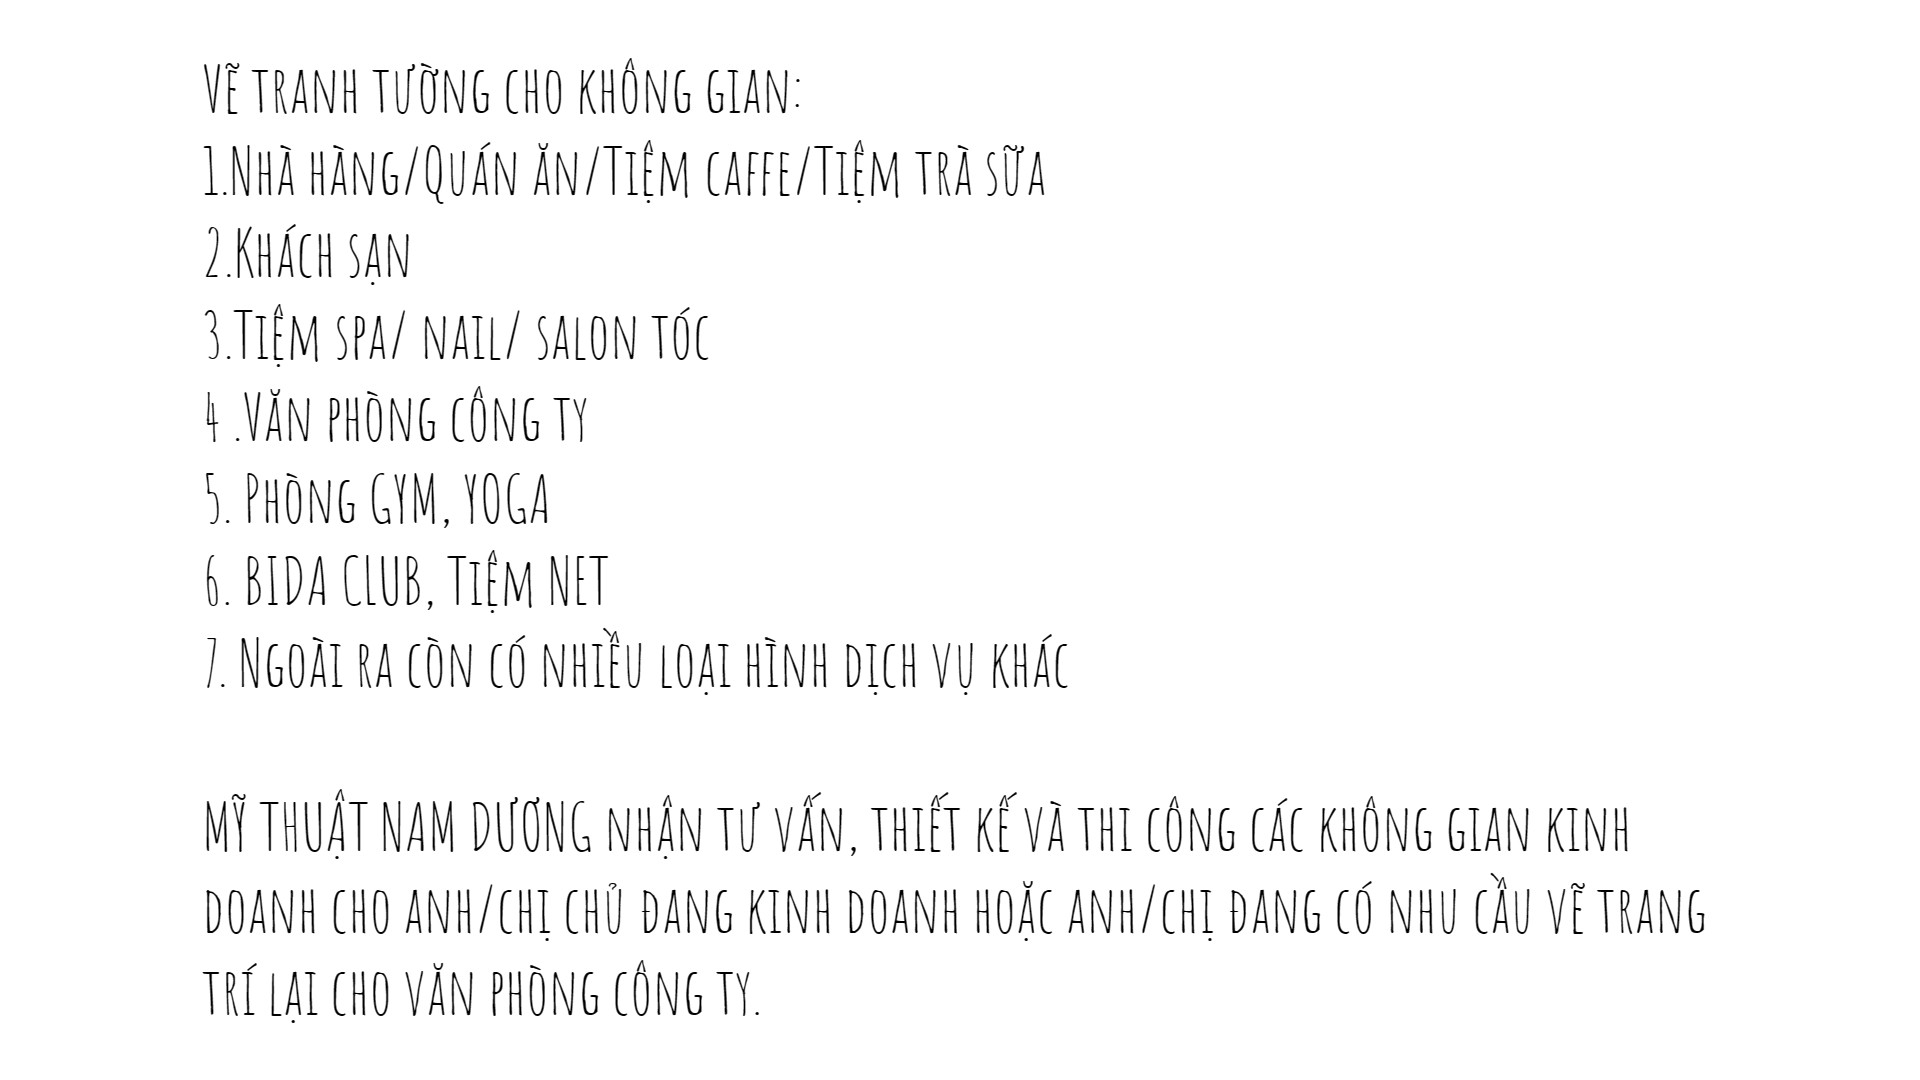 Vẽ tranh tường cho không gian:
1.Nhà hàng/Quán ăn/Tiệm caffe/Tiệm trà sữa
2.Khách sạn
3.Tiệm spa/ nail/ salon tóc
4 .Văn phòng công ty
5. Phòng GYM, YOGA
6. BIDA CLUB, Tiệm NET
7. Ngoài ra còn có nhiều loại hình dịch vụ khác
MỸ THUẬT NAM DƯƠNG nhận tư vấn, thiết kế và thi công các không gian kinh
doanh cho anh/chị chủ đang kinh doanh hoặc anh/chị đang có nhu cầu vẽ trang
trí lại cho văn phòng công ty.